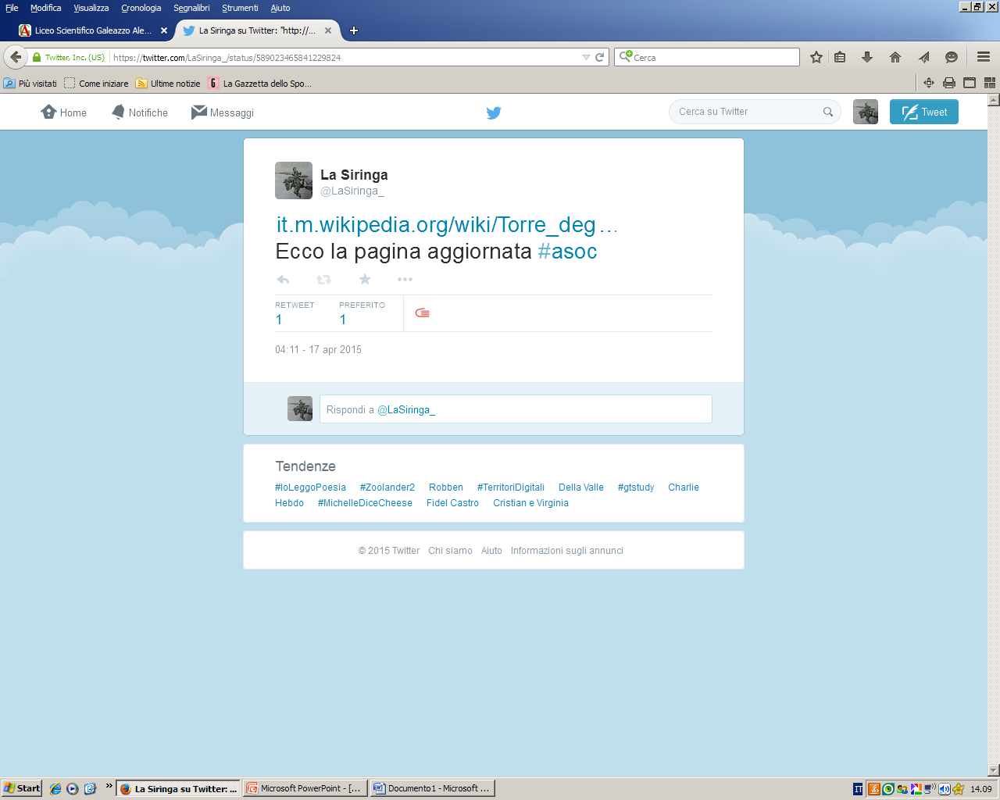 File Modifica Visualizza Cronologia Segnalibri Strumenti Aiuto
Liceo Scientifico Galeazzo Ale... La Siringa su Twitter: "http://...
Twitter, Inc. (US) https://twitter.com/LaSiringa_/status/589023465841229824 Cerca
Più visitati Come iniziare Ultime notizie G La Gazzetta dello Spo...
Home Notifiche Messaggi Cerca su Twitter Tweet
La Siringa
@LaSiringa_
it.m.wikipedia.org/wiki/Torre_deg...
Ecco la pagina aggiornata #asoc
RETWEET PREFERITO
1 1
04:11 - 17 apr 2015
Rispondi a @LaSiringa_
Tendenze
#IoLeggoPoesia #Zoolander2 Robben #TerritoriDigitali Della Valle #gtstudy Charlie
Hebdo #MichelleDiceCheese Fidel Castro Cristian e Virginia
© 2015 Twitter Chi siamo Aiuto Informazioni sugli annunci
Start » La Siringa su Twitter: ... Microsoft PowerPoint - [... Documento1 - Microsoft ... IT 14.09